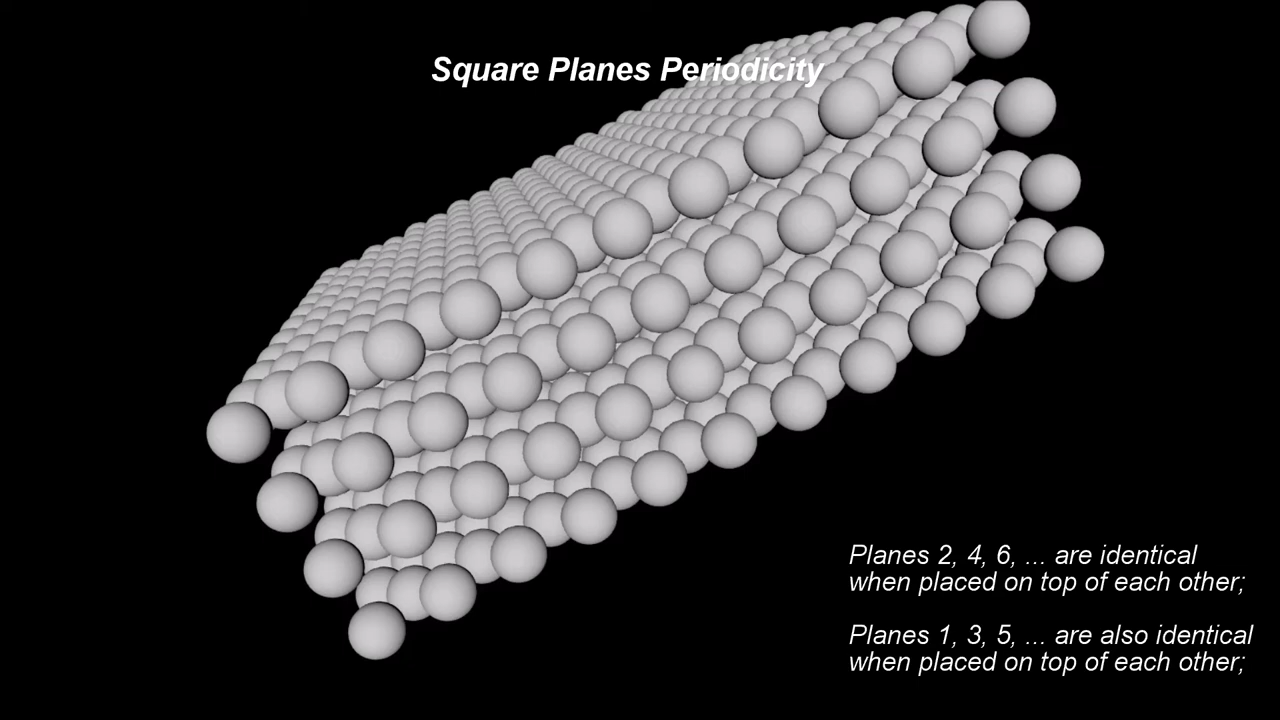 Square Planes Periodicity
Planes 2, 4, 6, ... are identical
when placed on top of each other;
Planes 1, 3, 5, ... are also identical
when placed on top of each other;